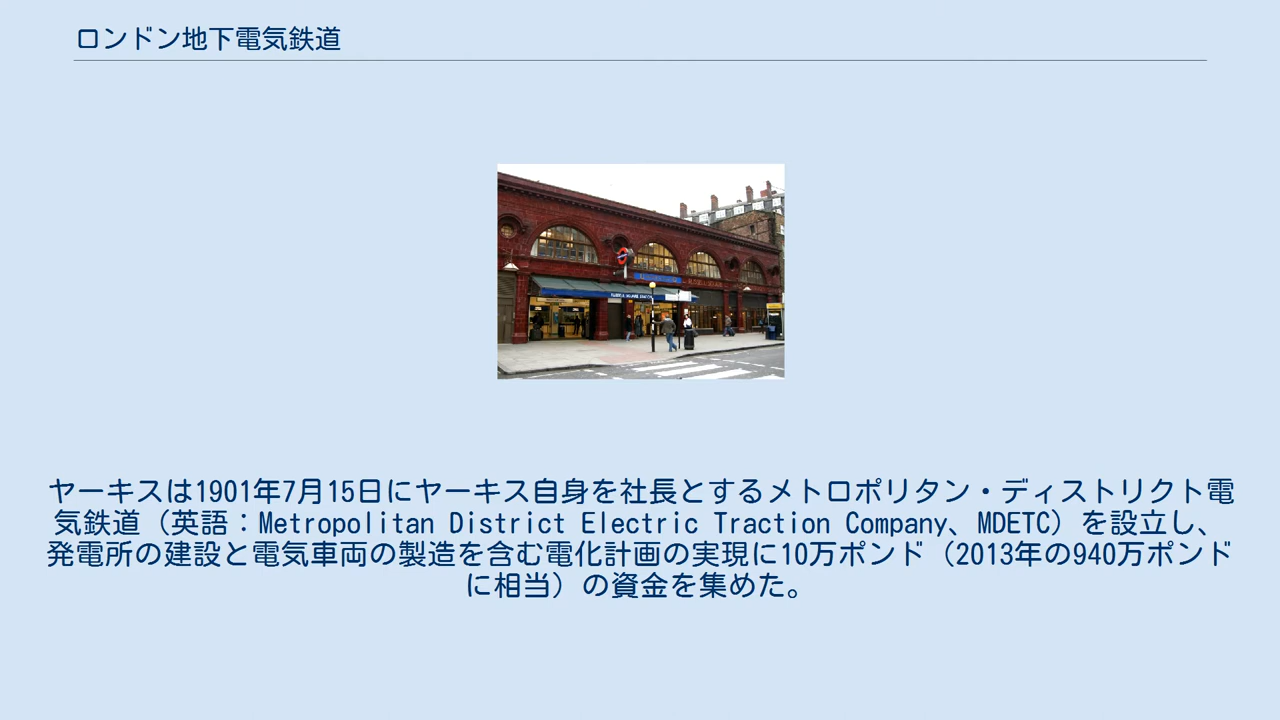 ロンドン地下電気鉄道
ヤーキスは1901年7月15日にヤーキス自身を社長とするメトロポリタン・ディストリクト電
気鉄道（英語：Metropolitan District Electric Traction Company、MDETC）を設立し、
発電所の建設と電気車両の製造を含む電化計画の実現に10万ポンド（2013年の940万ポンド
に相当）の資金を集めた。